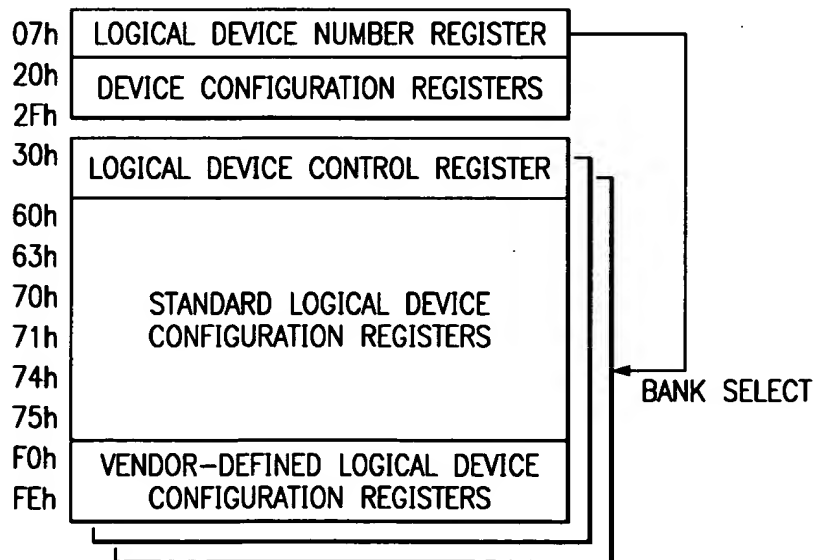 07h LOGICAL DEVICE NUMBER REGISTER
20h DEVICE CONFIGURATION REGISTERS
2Fh
30h LOGICAL DEVICE CONTROL REGISTER
60h
63h
70h STANDARD LOGICAL DEVICE
71h CONFIGURATION REGISTERS
74h
BANK SELECT
75h
F0h VENDOR-DEFINED LOGICAL DEVICE
FEh CONFIGURATION REGISTERS